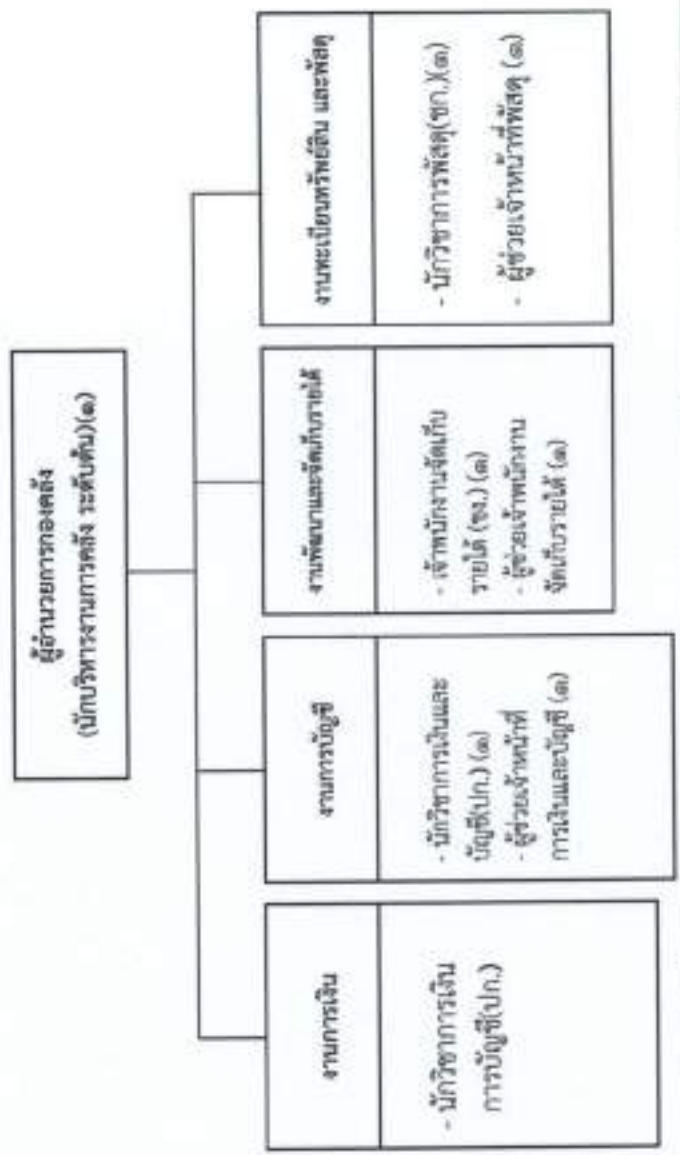 ผู้อำนวยการกองคลัง
(นักบริหารงานการคลัง ระดับต้น)(๑)
งานการเงิน
- นักวิชาการเงิน
การบัญชี(ปก.)
งานการบัญชี
- นักวิชาการเงินและ
บัญชี(ปก.) (๑)
- ผู้ช่วยเจ้าหน้าที่
การเงินและบัญชี (๑)
งานพัฒนาและจัดเก็บรายได้
- เจ้าพนักงานจัดเก็บ
รายได้ (ชง.) (๑)
- ผู้ช่วยเจ้าพนักงาน
จัดเก็บรายได้ (๑)
งานทะเบียนทรัพย์สิน และพัสดุ
- นักวิชาการพัสดุ(ชก.)(๑)
- ผู้ช่วยเจ้าหน้าที่พัสดุ (๑)